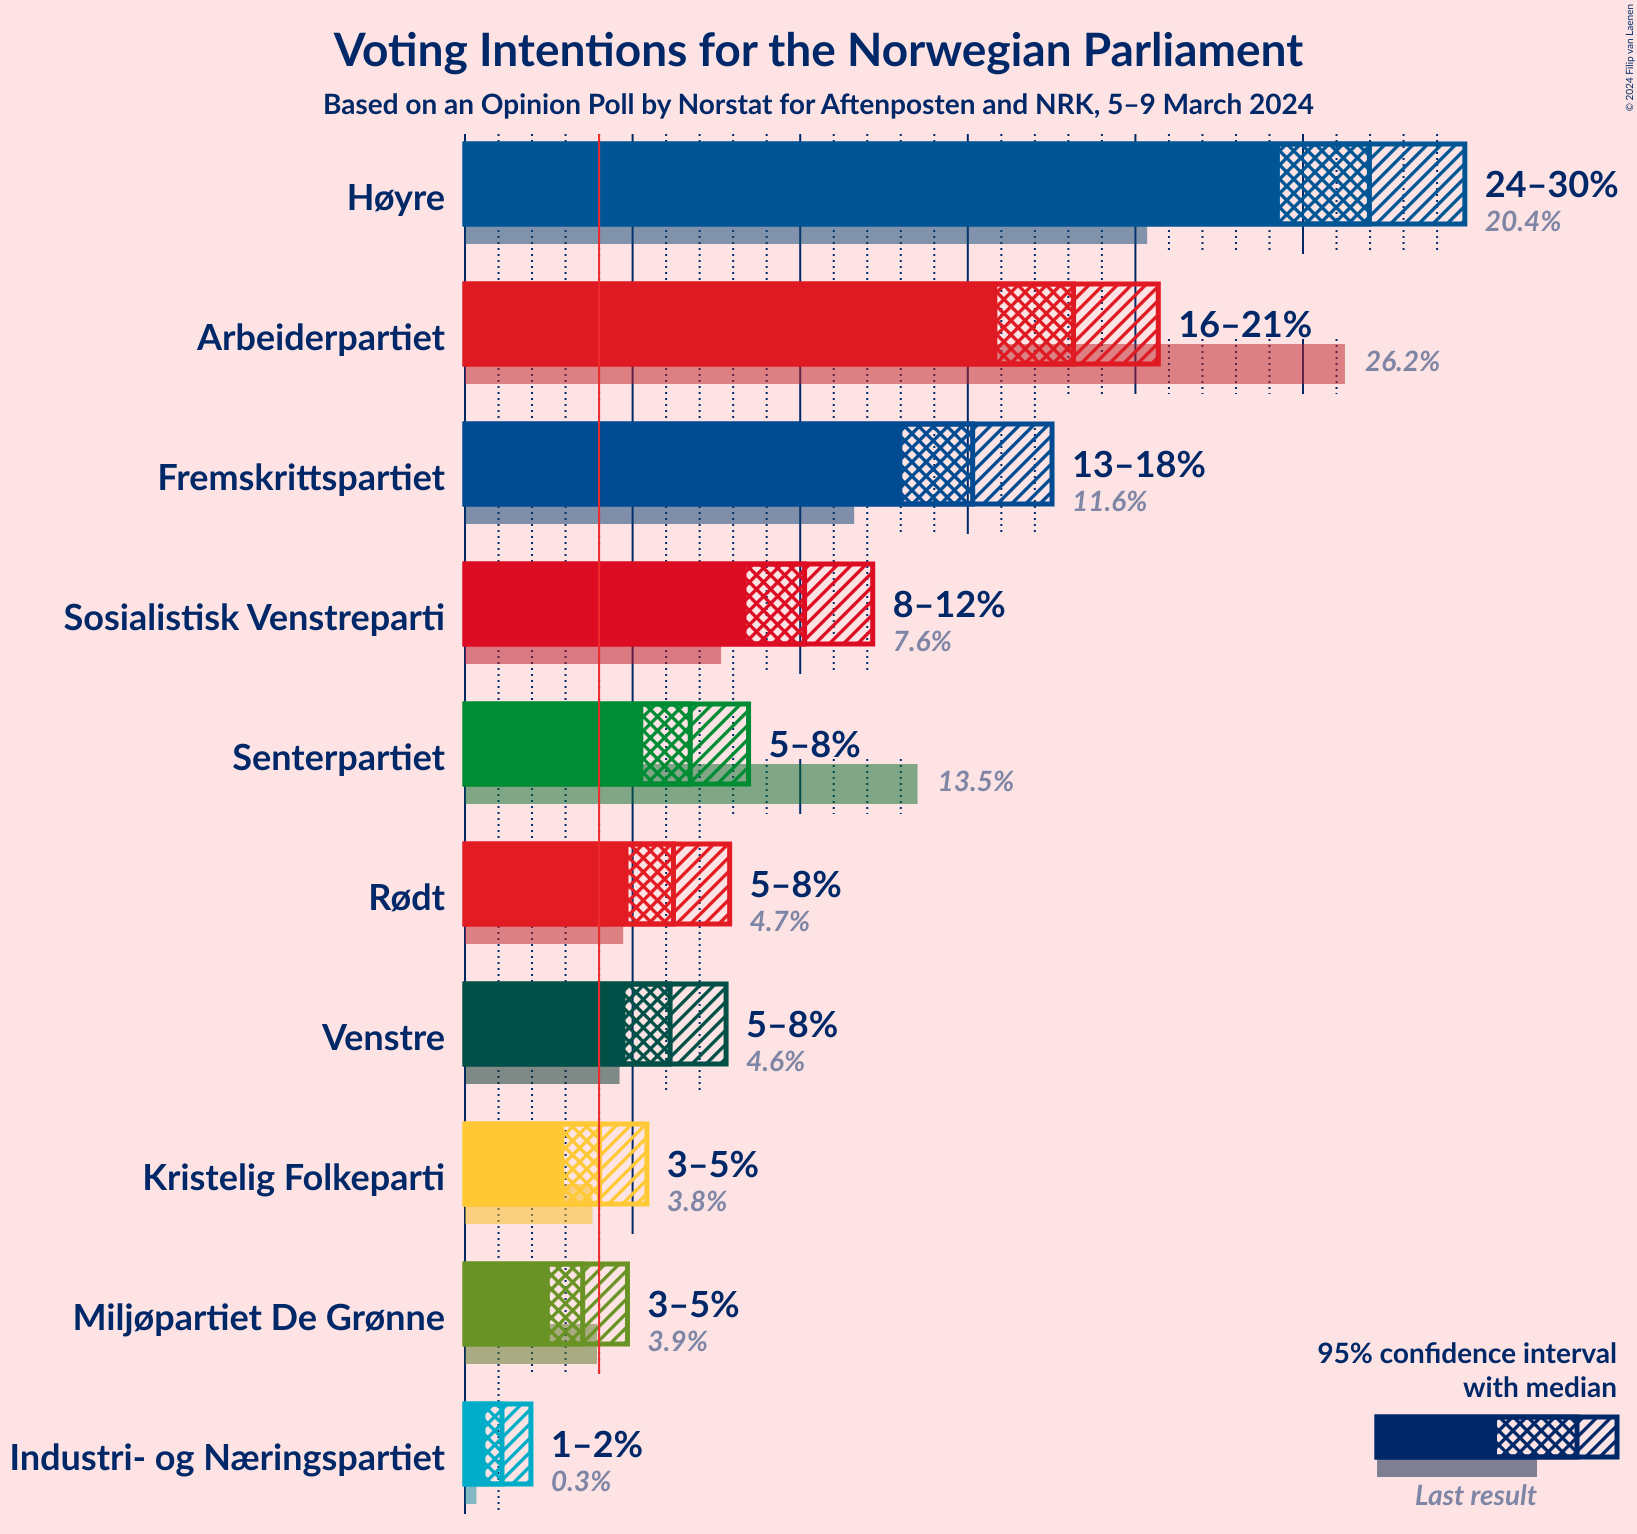 Voting Intentions for the Norwegian Parliament
Based on an Opinion Poll by Norstat for Aftenposten and NRK, 5–9 March 2024
© 2024 Filip van Laenen
Høyre
24–30%
20.4%
Arbeiderpartiet
16–21%
26.2%
Fremskrittspartiet
13–18%
11.6%
Sosialistisk Venstreparti
8–12%
7.6%
Senterpartiet
5–8%
13.5%
Rødt
5–8%
4.7%
Venstre
5–8%
4.6%
Kristelig Folkeparti
3–5%
3.8%
Miljøpartiet De Grønne
3–5%
3.9%
Industri- og Næringspartiet
1–2%
0.3%
95% confidence interval
with median
Last result